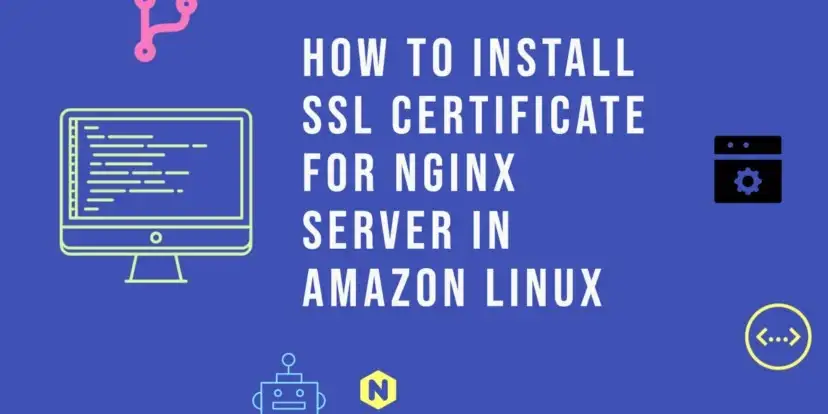 HOW TO INSTALL
SSL CERTIFICATE
FOR NGINX
SERVER IN
AMAZON LINUX
N